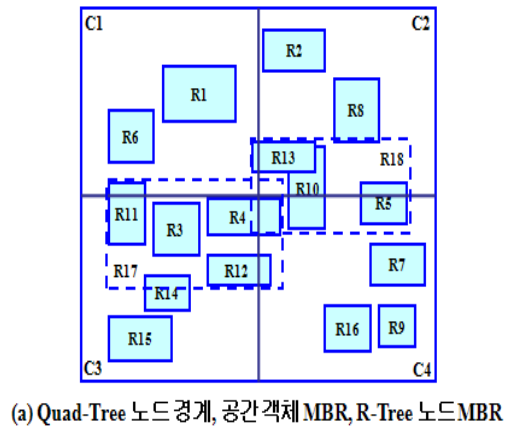 C1
C2
R2
R1
R8
R6
R13
R18
R10
R11
R5
R3
R4
R17
R12
R7
R14
R15
R16
R9
C3
C4
(a) Quad-Tree 노드경계, 공간객체 MBR, R-Tree 노드MBR